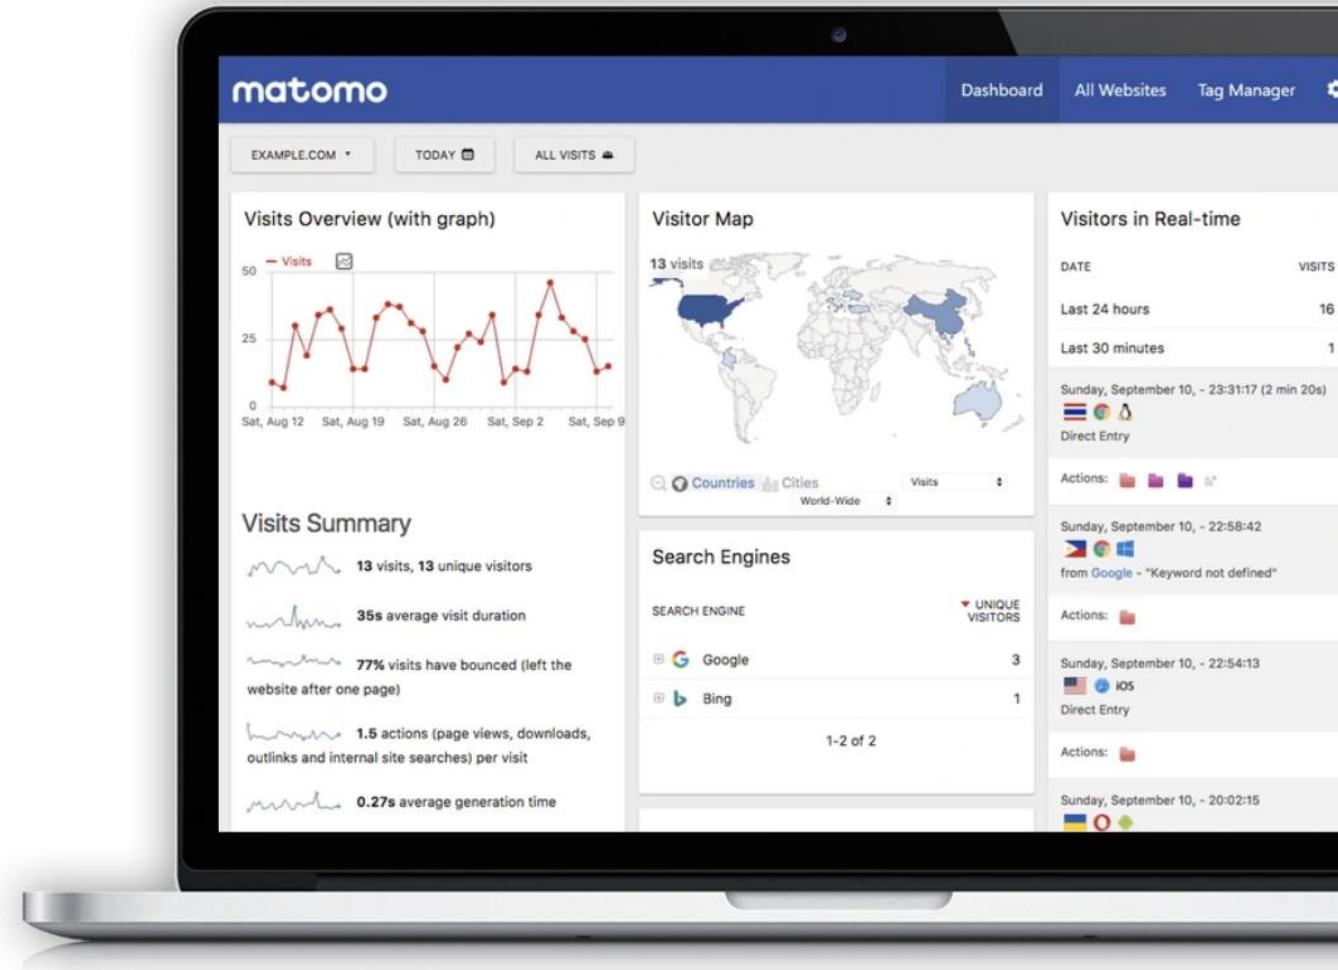 matomo
Dashboard
All Websites
Tag Manager
EXAMPLE.COM
TODAY
ALL VISITS
Visits Overview (with graph)
Visits
50
25
0
Sat, Aug 12
Sat, Aug 19
Sat, Aug 26
Sat, Sep 2
Sat, Sep 9
Visits Summary
13 visits, 13 unique visitors
35s average visit duration
77% visits have bounced (left the
website after one page)
1.5 actions (page views, downloads,
outlinks and internal site searches) per visit
0.27s average generation time
Visitor Map
13 visits
Countries
Cities
Visits
World-Wide
Search Engines
SEARCH ENGINE
UNIQUE
VISITORS
Google 3
Bing 1
1-2 of 2
Visitors in Real-time
DATE VISITS
Last 24 hours 16
Last 30 minutes 1
Sunday, September 10, - 23:31:17 (2 min 20s)
Direct Entry
Actions:
Sunday, September 10, - 22:58:42
from Google - "Keyword not defined"
Actions:
Sunday, September 10, - 22:54:13
iOS
Direct Entry
Actions:
Sunday, September 10, - 20:02:15